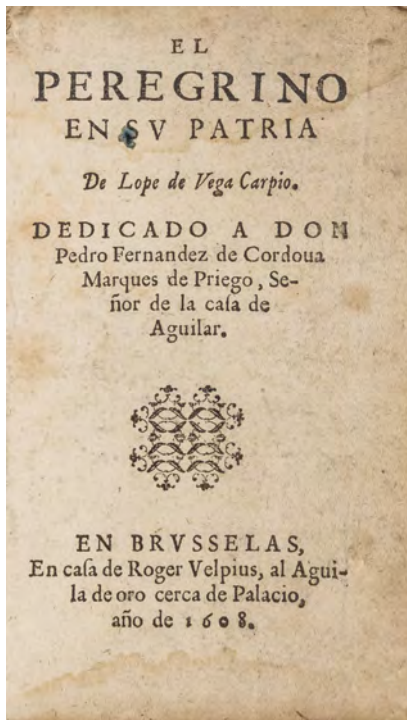 EL
PEREGRINO
EN SV PATRIA
De Lope de Vega Carpio.
DEDICADO A DON
Pedro Fernandez de Cordoua
Marques de Priego, Se-
ñor de la caſa de
Aguilar.
EN BRVSSELAS,
En caſa de Roger Velpius, al Agui-
la de oro cerca de Palacio,
año de 1608.